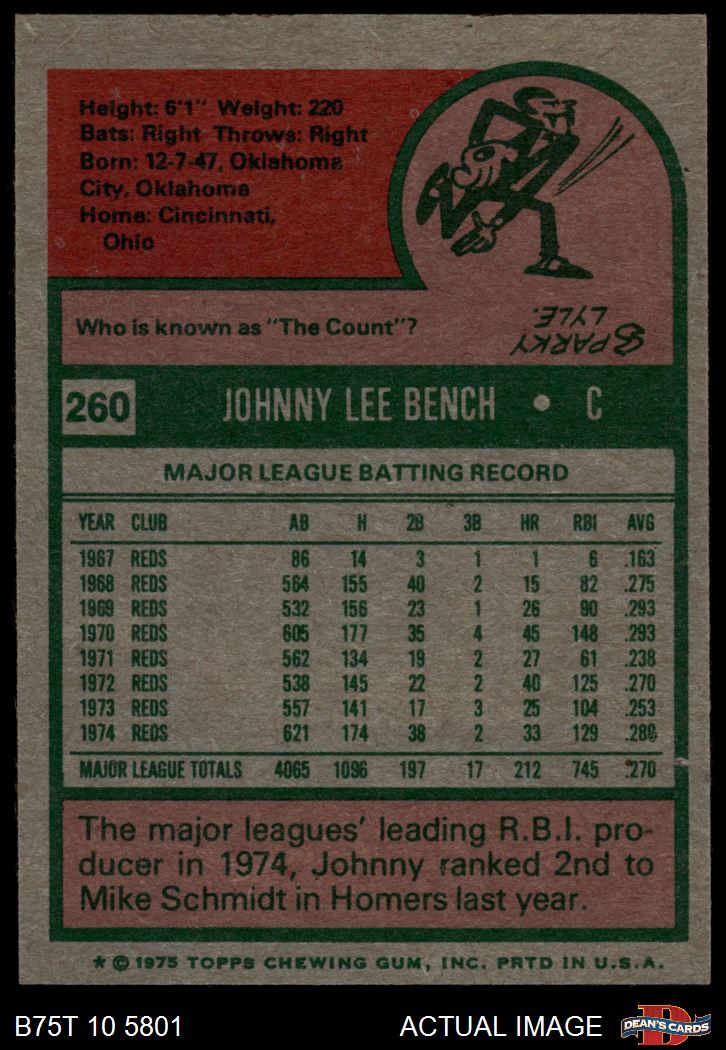 Height: 6'1" Weight: 220
Bats: Right Throws: Right
Born: 12-7-47, Oklahoma
City, Oklahoma
Home: Cincinnati,
Ohio
Who is known as "The Count"?
SPARKY
LYLE.
260 JOHNNY LEE BENCH • C
MAJOR LEAGUE BATTING RECORD
YEAR CLUB AB H 2B 3B HR RBI AVG
1967 REDS 86 14 3 1 1 6 .163
1968 REDS 564 155 40 2 15 82 .275
1969 REDS 532 156 23 1 26 90 .293
1970 REDS 605 177 35 4 45 148 .293
1971 REDS 562 134 19 2 27 61 .238
1972 REDS 538 145 22 2 40 125 .270
1973 REDS 557 141 17 3 25 104 .253
1974 REDS 621 174 38 2 33 129 .280
MAJOR LEAGUE TOTALS 4065 1096 197 17 212 745 .270
The major leagues' leading R.B.I. pro-
ducer in 1974, Johnny ranked 2nd to
Mike Schmidt in Homers last year.
* © 1975 TOPPS CHEWING GUM, INC. PRTD IN U.S.A.
B75T 10 5801 ACTUAL IMAGE DEAN'S CARDS